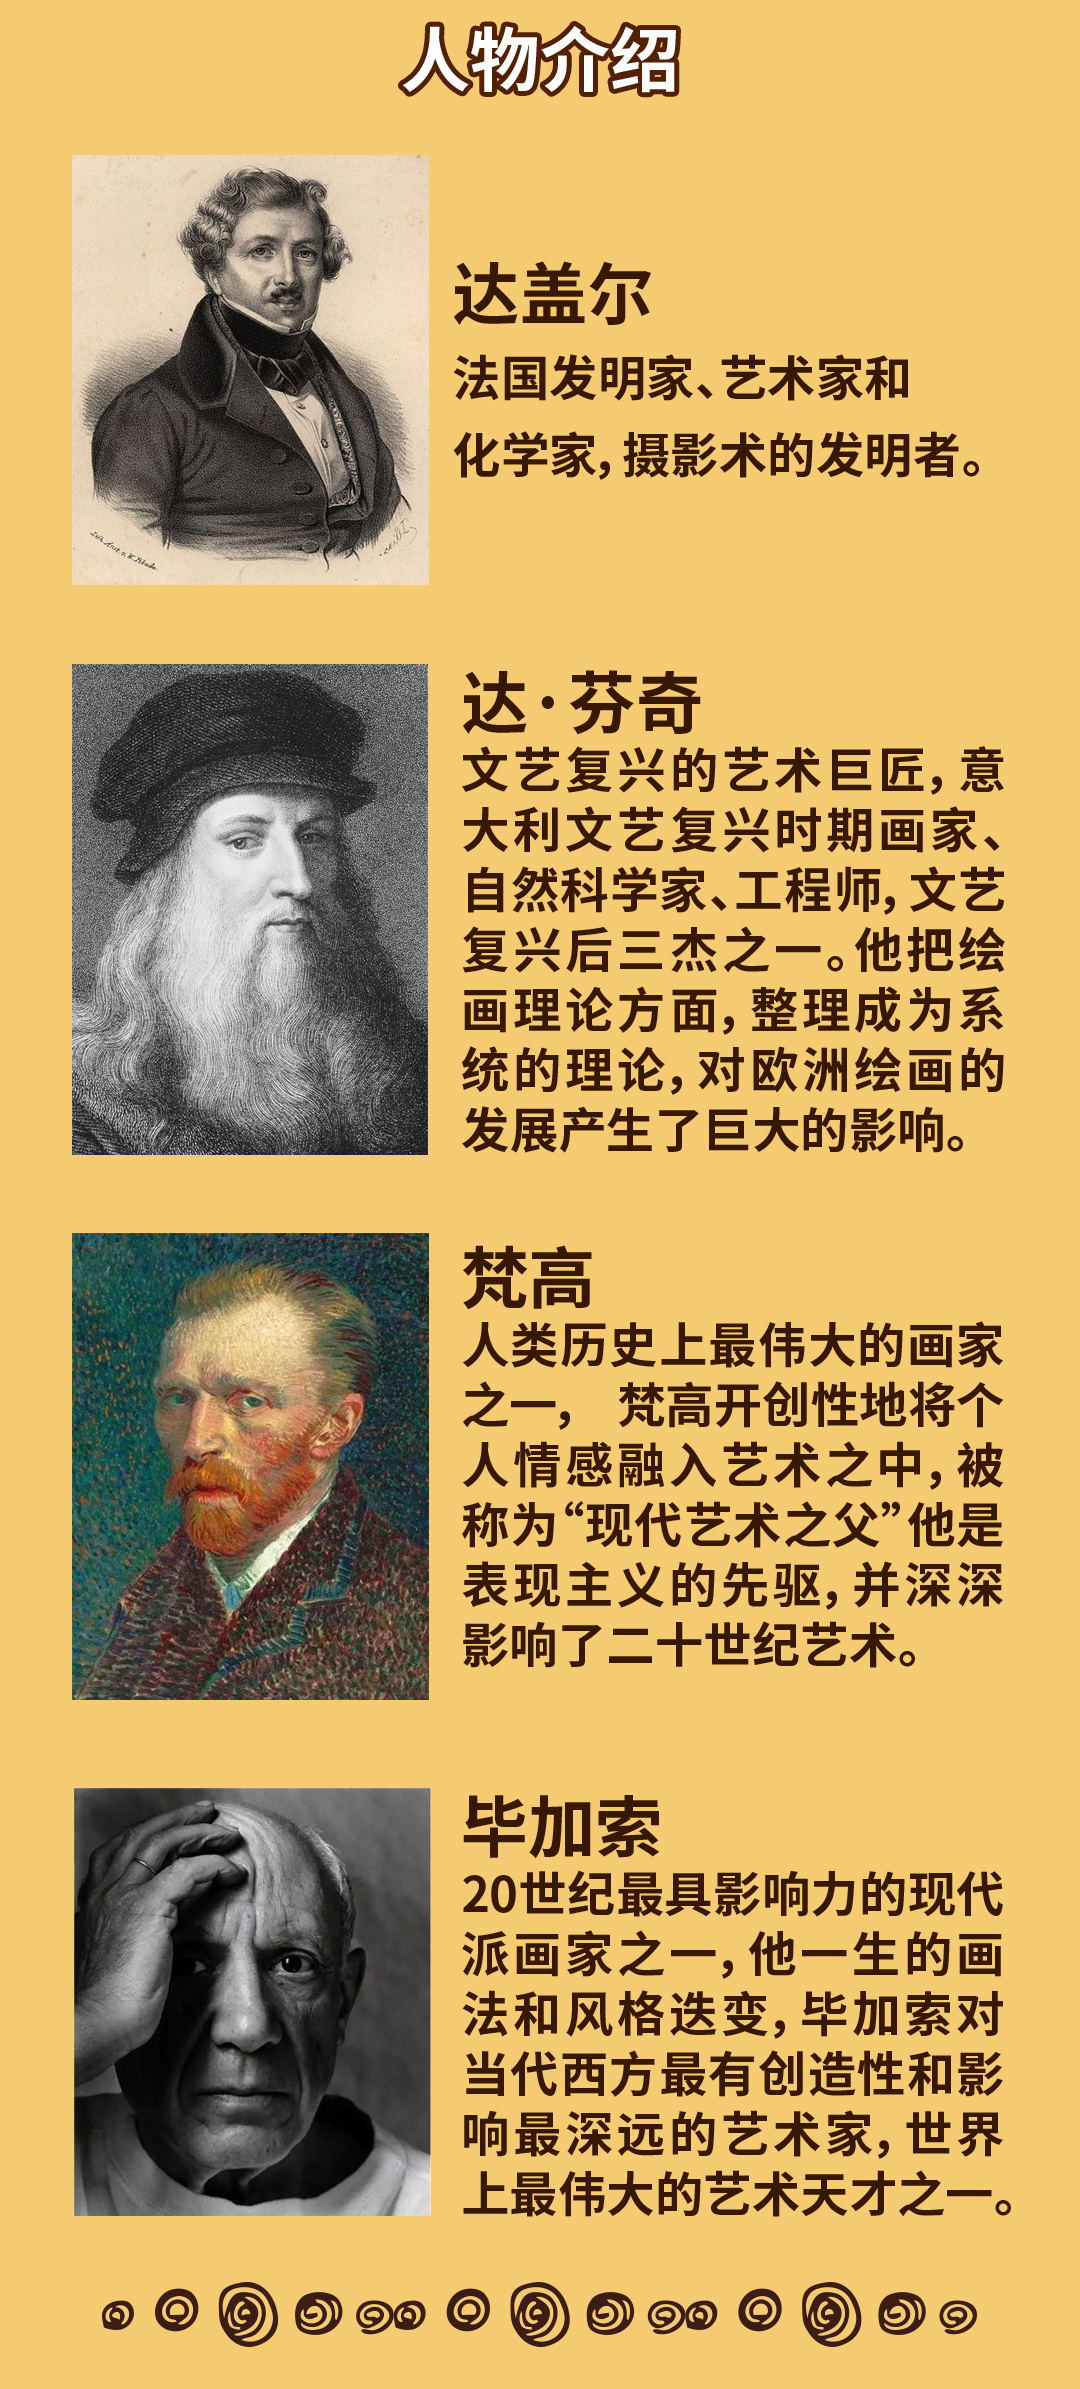 人物介绍
达盖尔
法国发明家、艺术家和
化学家，摄影术的发明者。
达·芬奇
文艺复兴的艺术巨匠，意
大利文艺复兴时期画家、
自然科学家、工程师，文艺
复兴后三杰之一。他把绘
画理论方面，整理成为系
统的理论，对欧洲绘画的
发展产生了巨大的影响。
梵高
人类历史上最伟大的画家
之一， 梵高开创性地将个
人情感融入艺术之中，被
称为“现代艺术之父”他是
表现主义的先驱，并深深
影响了二十世纪艺术。
毕加索
20世纪最具影响力的现代
派画家之一，他一生的画
法和风格迭变，毕加索对
当代西方最有创造性和影
响最深远的艺术家，世界
上最伟大的艺术天才之一。